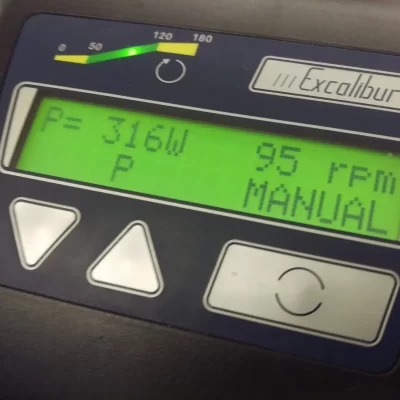 0 50 120 180
Excalibur
P= 316W 95 rpm
P MANUAL